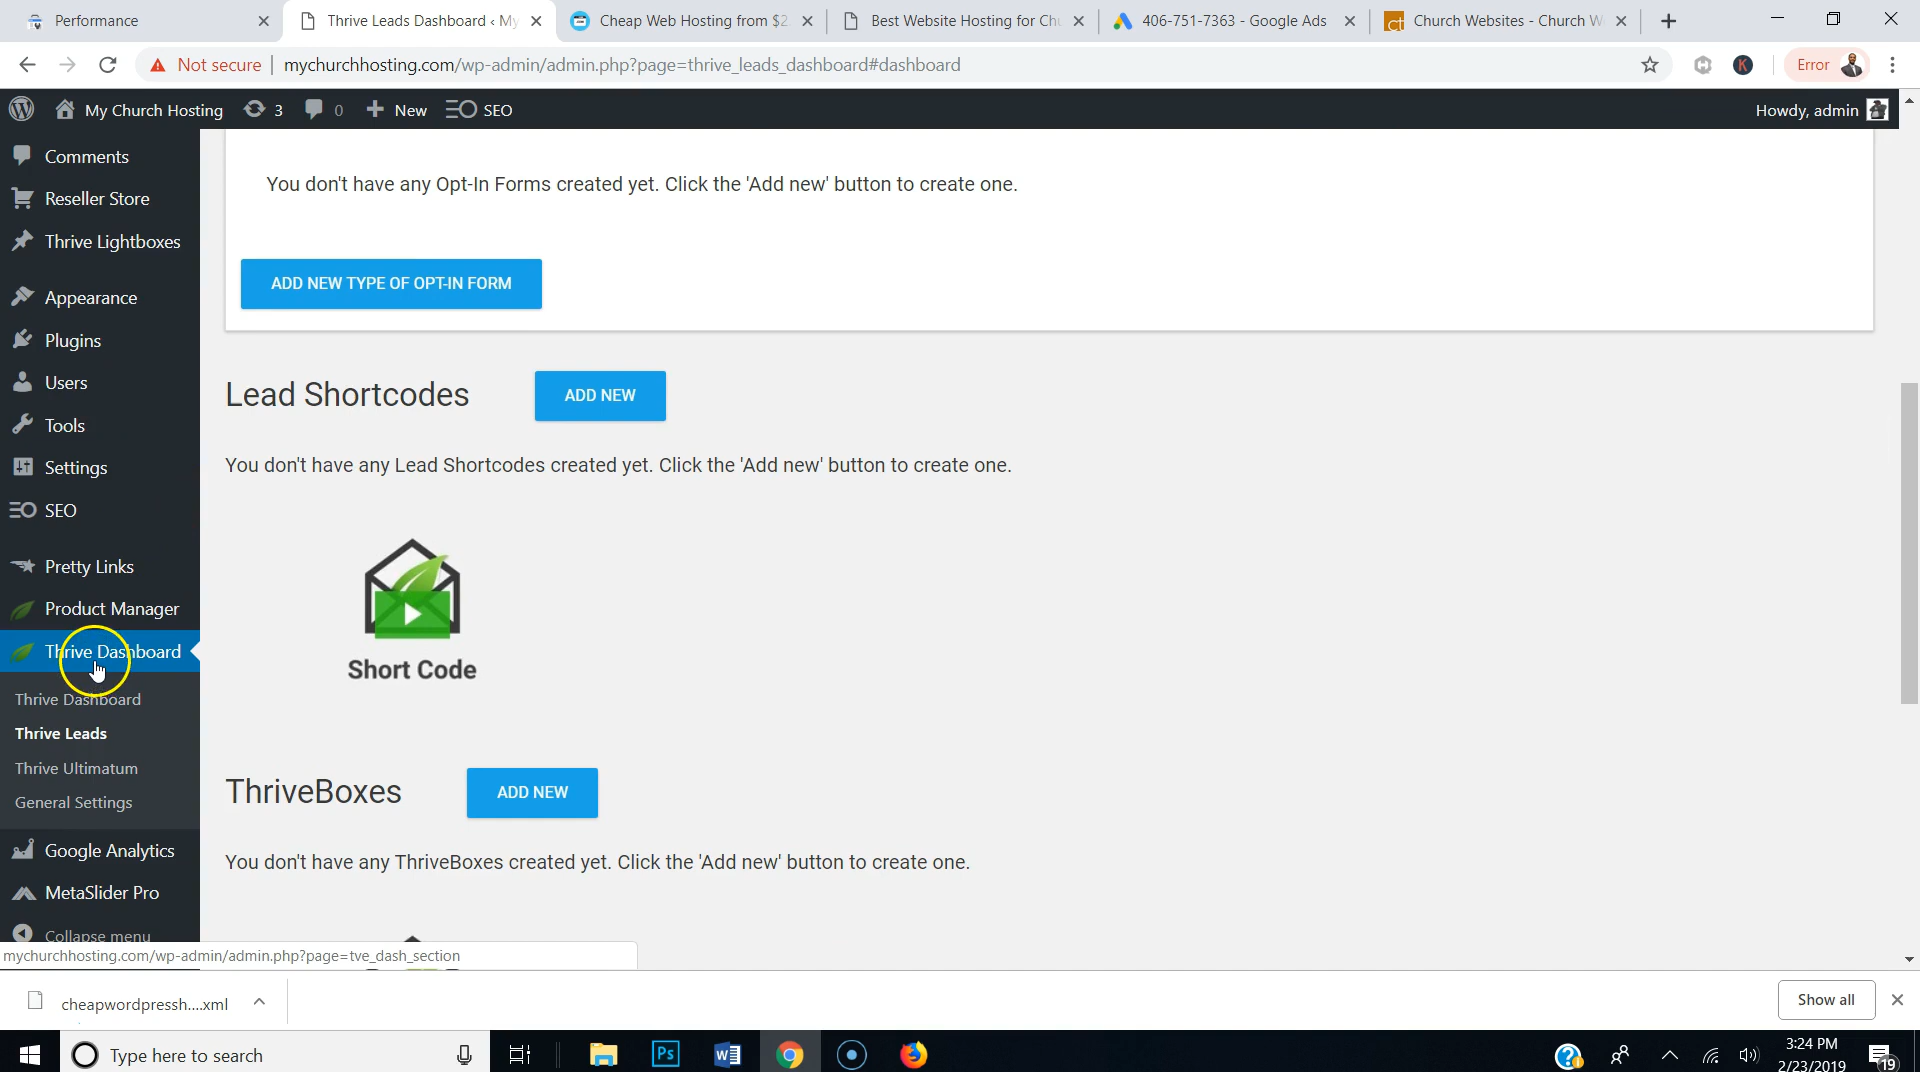 Performance
Thrive Leads Dashboard ‹ My
Cheap Web Hosting from $2
Best Website Hosting for Chu
406-751-7363 - Google Ads
Church Websites - Church W
Not secure | mychurchhosting.com/wp-admin/admin.php?page=thrive_leads_dashboard#dashboard
K
Error
My Church Hosting 3 0 New SEO
Howdy, admin
Comments
Reseller Store
Thrive Lightboxes
Appearance
Plugins
Users
Tools
Settings
SEO
Pretty Links
Product Manager
Thrive Dashboard
Thrive Dashboard
Thrive Leads
Thrive Ultimatum
General Settings
Google Analytics
MetaSlider Pro
Collapse menu
You don't have any Opt-In Forms created yet. Click the 'Add new' button to create one.
ADD NEW TYPE OF OPT-IN FORM
Lead Shortcodes
ADD NEW
You don't have any Lead Shortcodes created yet. Click the 'Add new' button to create one.
Short Code
ThriveBoxes
ADD NEW
You don't have any ThriveBoxes created yet. Click the 'Add new' button to create one.
mychurchhosting.com/wp-admin/admin.php?page=tve_dash_section
cheapwordpressh....xml
Show all
Type here to search
Ps
3:24 PM
2/23/2019
19